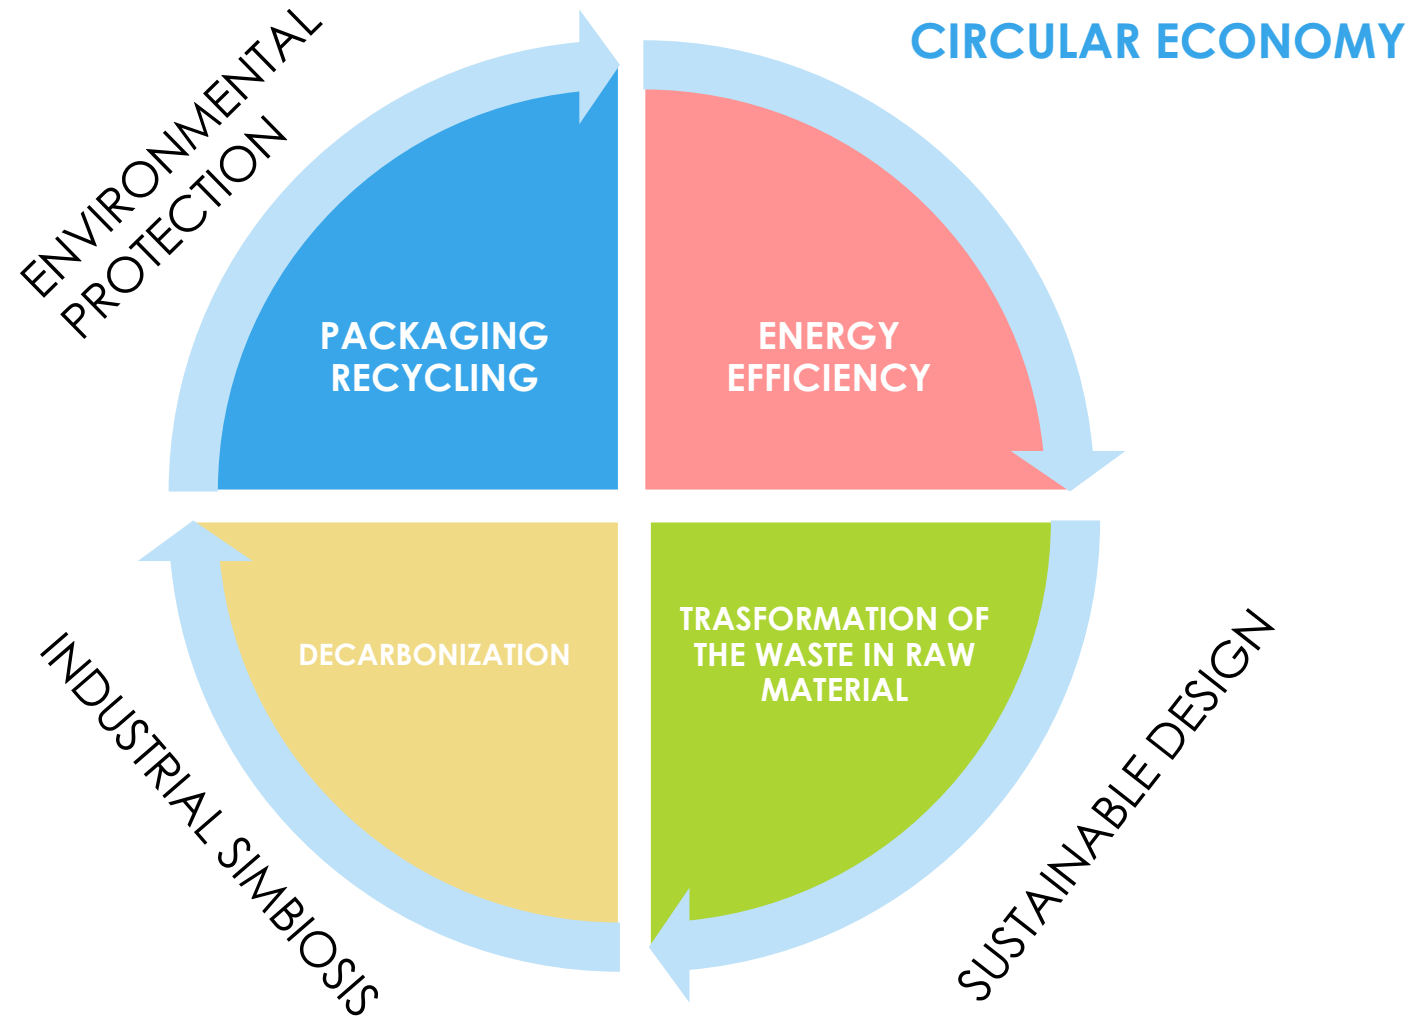 CIRCULAR ECONOMY
ENVIRONMENTAL
PROTECTION
PACKAGING
RECYCLING
ENERGY
EFFICIENCY
DECARBONIZATION
TRASFORMATION OF
THE WASTE IN RAW
MATERIAL
INDUSTRIAL SIMBIOSIS
SUSTAINABLE DESIGN